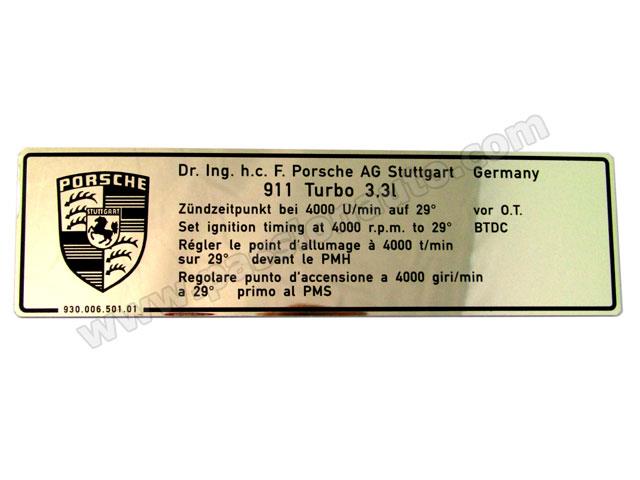 Dr. Ing. h.c. F. Porsche AG Stuttgart Germany
911 Turbo 3,3l
PORSCHE
STUTTGART
Zündzeitpunkt bei 4000 U/min auf 29° vor O.T.
Set ignition timing at 4000 r.p.m. to 29° BTDC
Régler le point d'allumage à 4000 t/min
sur 29° devant le PMH
Regolare punto d'accensione a 4000 giri/min
a 29° primo al PMS
930.006.501.01